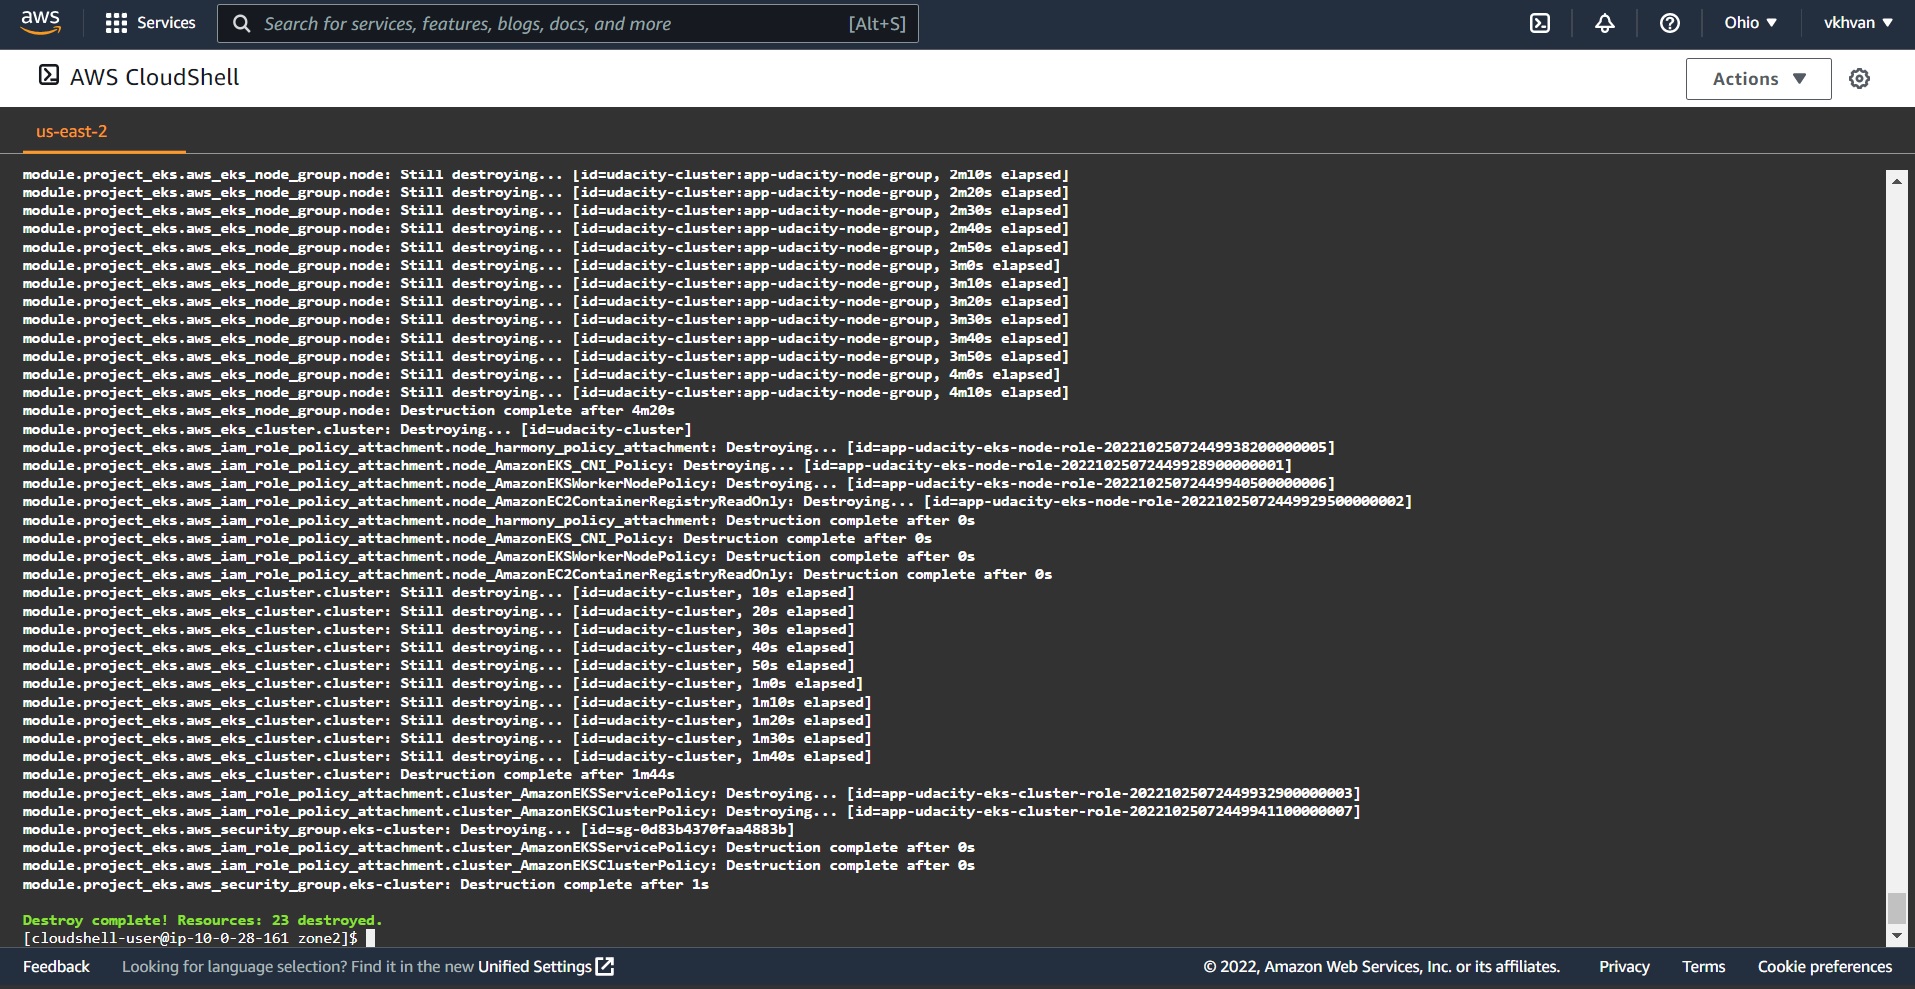 aws
Services
Search for services, features, blogs, docs, and more
[Alt+S]
Ohio ▼
vkhvan ▼
AWS CloudShell
Actions ▼
us-east-2
module.project_eks.aws_eks_node_group.node: Still destroying... [id=udacity-cluster:app-udacity-node-group, 2m10s elapsed]
module.project_eks.aws_eks_node_group.node: Still destroying... [id=udacity-cluster:app-udacity-node-group, 2m20s elapsed]
module.project_eks.aws_eks_node_group.node: Still destroying... [id=udacity-cluster:app-udacity-node-group, 2m30s elapsed]
module.project_eks.aws_eks_node_group.node: Still destroying... [id=udacity-cluster:app-udacity-node-group, 2m40s elapsed]
module.project_eks.aws_eks_node_group.node: Still destroying... [id=udacity-cluster:app-udacity-node-group, 2m50s elapsed]
module.project_eks.aws_eks_node_group.node: Still destroying... [id=udacity-cluster:app-udacity-node-group, 3m0s elapsed]
module.project_eks.aws_eks_node_group.node: Still destroying... [id=udacity-cluster:app-udacity-node-group, 3m10s elapsed]
module.project_eks.aws_eks_node_group.node: Still destroying... [id=udacity-cluster:app-udacity-node-group, 3m20s elapsed]
module.project_eks.aws_eks_node_group.node: Still destroying... [id=udacity-cluster:app-udacity-node-group, 3m30s elapsed]
module.project_eks.aws_eks_node_group.node: Still destroying... [id=udacity-cluster:app-udacity-node-group, 3m40s elapsed]
module.project_eks.aws_eks_node_group.node: Still destroying... [id=udacity-cluster:app-udacity-node-group, 3m50s elapsed]
module.project_eks.aws_eks_node_group.node: Still destroying... [id=udacity-cluster:app-udacity-node-group, 4m0s elapsed]
module.project_eks.aws_eks_node_group.node: Still destroying... [id=udacity-cluster:app-udacity-node-group, 4m10s elapsed]
module.project_eks.aws_eks_node_group.node: Destruction complete after 4m20s
module.project_eks.aws_eks_cluster.cluster: Destroying... [id=udacity-cluster]
module.project_eks.aws_iam_role_policy_attachment.node_harmony_policy_attachment: Destroying... [id=app-udacity-eks-node-role-20221025072449938200000005]
module.project_eks.aws_iam_role_policy_attachment.node_AmazonEKS_CNI_Policy: Destroying... [id=app-udacity-eks-node-role-20221025072449928900000001]
module.project_eks.aws_iam_role_policy_attachment.node_AmazonEKSWorkerNodePolicy: Destroying... [id=app-udacity-eks-node-role-20221025072449940500000006]
module.project_eks.aws_iam_role_policy_attachment.node_AmazonEC2ContainerRegistryReadOnly: Destroying... [id=app-udacity-eks-node-role-20221025072449929500000002]
module.project_eks.aws_iam_role_policy_attachment.node_harmony_policy_attachment: Destruction complete after 0s
module.project_eks.aws_iam_role_policy_attachment.node_AmazonEKS_CNI_Policy: Destruction complete after 0s
module.project_eks.aws_iam_role_policy_attachment.node_AmazonEKSWorkerNodePolicy: Destruction complete after 0s
module.project_eks.aws_iam_role_policy_attachment.node_AmazonEC2ContainerRegistryReadOnly: Destruction complete after 0s
module.project_eks.aws_eks_cluster.cluster: Still destroying... [id=udacity-cluster, 10s elapsed]
module.project_eks.aws_eks_cluster.cluster: Still destroying... [id=udacity-cluster, 20s elapsed]
module.project_eks.aws_eks_cluster.cluster: Still destroying... [id=udacity-cluster, 30s elapsed]
module.project_eks.aws_eks_cluster.cluster: Still destroying... [id=udacity-cluster, 40s elapsed]
module.project_eks.aws_eks_cluster.cluster: Still destroying... [id=udacity-cluster, 50s elapsed]
module.project_eks.aws_eks_cluster.cluster: Still destroying... [id=udacity-cluster, 1m0s elapsed]
module.project_eks.aws_eks_cluster.cluster: Still destroying... [id=udacity-cluster, 1m10s elapsed]
module.project_eks.aws_eks_cluster.cluster: Still destroying... [id=udacity-cluster, 1m20s elapsed]
module.project_eks.aws_eks_cluster.cluster: Still destroying... [id=udacity-cluster, 1m30s elapsed]
module.project_eks.aws_eks_cluster.cluster: Still destroying... [id=udacity-cluster, 1m40s elapsed]
module.project_eks.aws_eks_cluster.cluster: Destruction complete after 1m44s
module.project_eks.aws_iam_role_policy_attachment.cluster_AmazonEKSServicePolicy: Destroying... [id=app-udacity-eks-cluster-role-20221025072449932900000003]
module.project_eks.aws_iam_role_policy_attachment.cluster_AmazonEKSClusterPolicy: Destroying... [id=app-udacity-eks-cluster-role-20221025072449941100000007]
module.project_eks.aws_security_group.eks-cluster: Destroying... [id=sg-0d83b4370faa4883b]
module.project_eks.aws_iam_role_policy_attachment.cluster_AmazonEKSServicePolicy: Destruction complete after 0s
module.project_eks.aws_iam_role_policy_attachment.cluster_AmazonEKSClusterPolicy: Destruction complete after 0s
module.project_eks.aws_security_group.eks-cluster: Destruction complete after 1s
Destroy complete! Resources: 23 destroyed.
[cloudshell-user@ip-10-0-28-161 zone2]$
Feedback
Looking for language selection? Find it in the new Unified Settings
© 2022, Amazon Web Services, Inc. or its affiliates.
Privacy
Terms
Cookie preferences